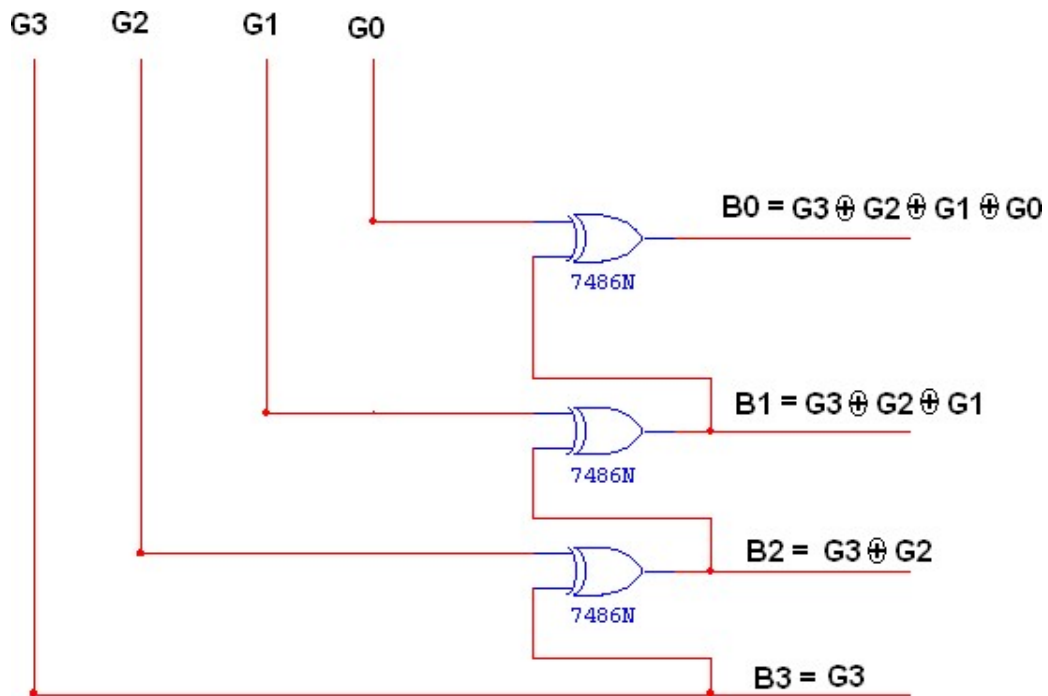 G3 G2 G1 G0
B0 = G3 ⊕ G2 ⊕ G1 ⊕ G0
7486N
B1 = G3 ⊕ G2 ⊕ G1
7486N
B2 = G3 ⊕ G2
7486N
B3 = G3